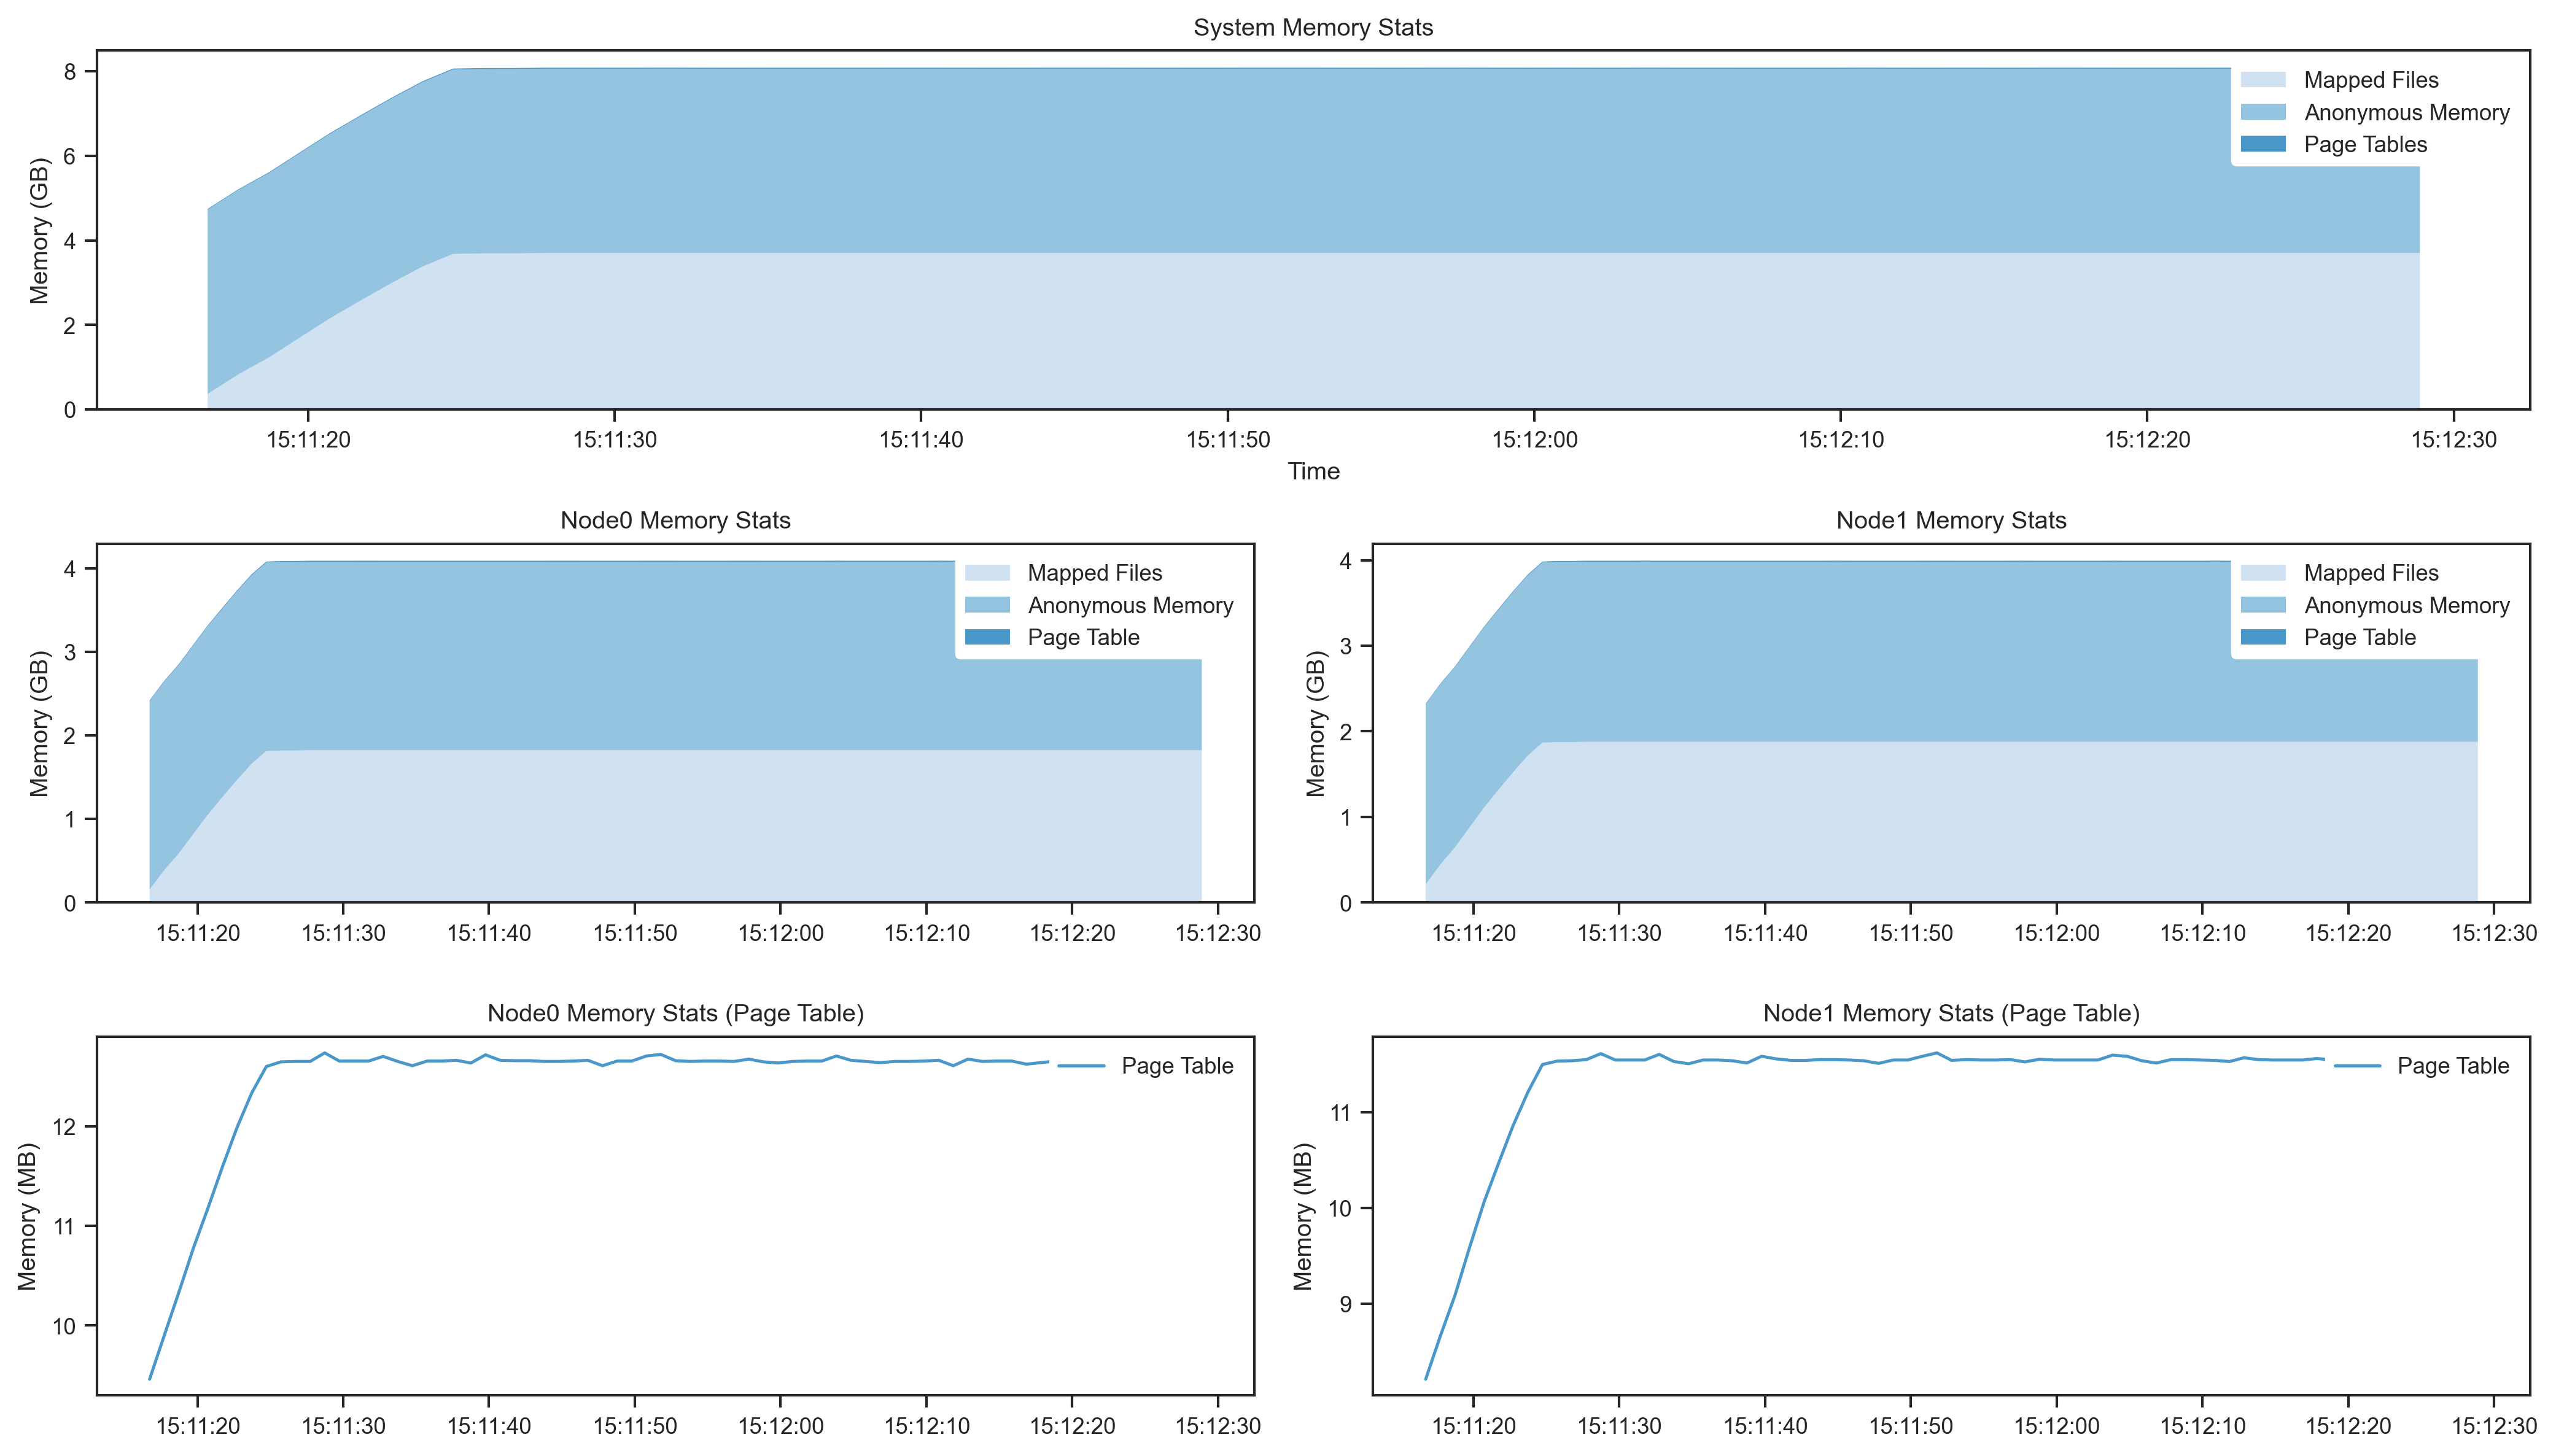 System Memory Stats
Memory (GB)
8
6
4
2
0
Mapped Files
Anonymous Memory
Page Tables
15:11:20 15:11:30 15:11:40 15:11:50 15:12:00 15:12:10 15:12:20 15:12:30
Time
Node0 Memory Stats
Memory (GB)
4
3
2
1
0
Mapped Files
Anonymous Memory
Page Table
15:11:20 15:11:30 15:11:40 15:11:50 15:12:00 15:12:10 15:12:20 15:12:30
Node1 Memory Stats
Memory (GB)
4
3
2
1
0
Mapped Files
Anonymous Memory
Page Table
15:11:20 15:11:30 15:11:40 15:11:50 15:12:00 15:12:10 15:12:20 15:12:30
Node0 Memory Stats (Page Table)
Memory (MB)
12
11
10
Page Table
15:11:20 15:11:30 15:11:40 15:11:50 15:12:00 15:12:10 15:12:20 15:12:30
Node1 Memory Stats (Page Table)
Memory (MB)
11
10
9
Page Table
15:11:20 15:11:30 15:11:40 15:11:50 15:12:00 15:12:10 15:12:20 15:12:30